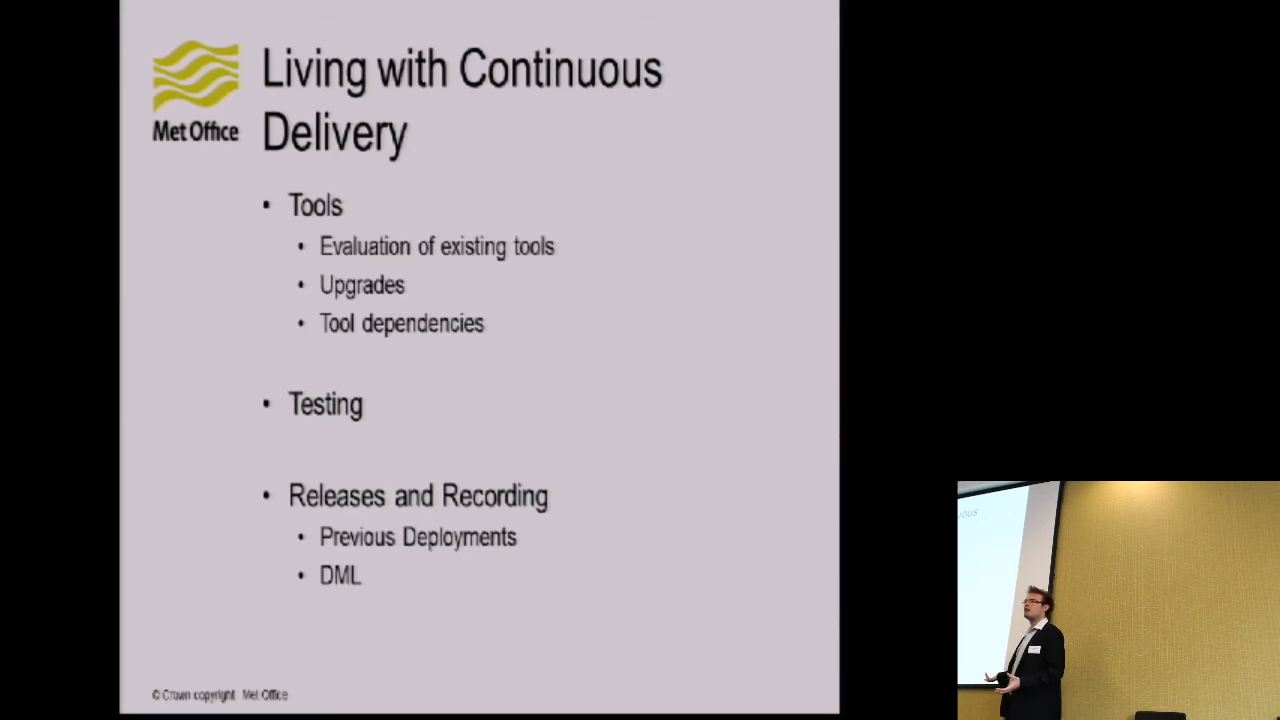 Living with Continuous
Delivery
Met Office
• Tools
• Evaluation of existing tools
• Upgrades
• Tool dependencies
• Testing
• Releases and Recording
• Previous Deployments
• DML
© Crown copyright Met Office
uous